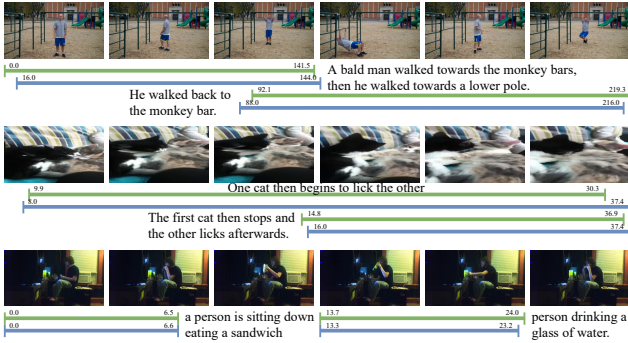 0.0 141.5
16.0 144.0
A bald man walked towards the monkey bars,
then he walked towards a lower pole.
He walked back to
the monkey bar.
92.1 219.3
88.0 216.0
One cat then begins to lick the other
9.9 30.3
8.0 37.4
The first cat then stops and
the other licks afterwards.
14.8 36.9
16.0 37.4
0.0 6.5
0.0 6.6
a person is sitting down
eating a sandwich
13.7 24.0
13.3 23.2
person drinking a
glass of water.